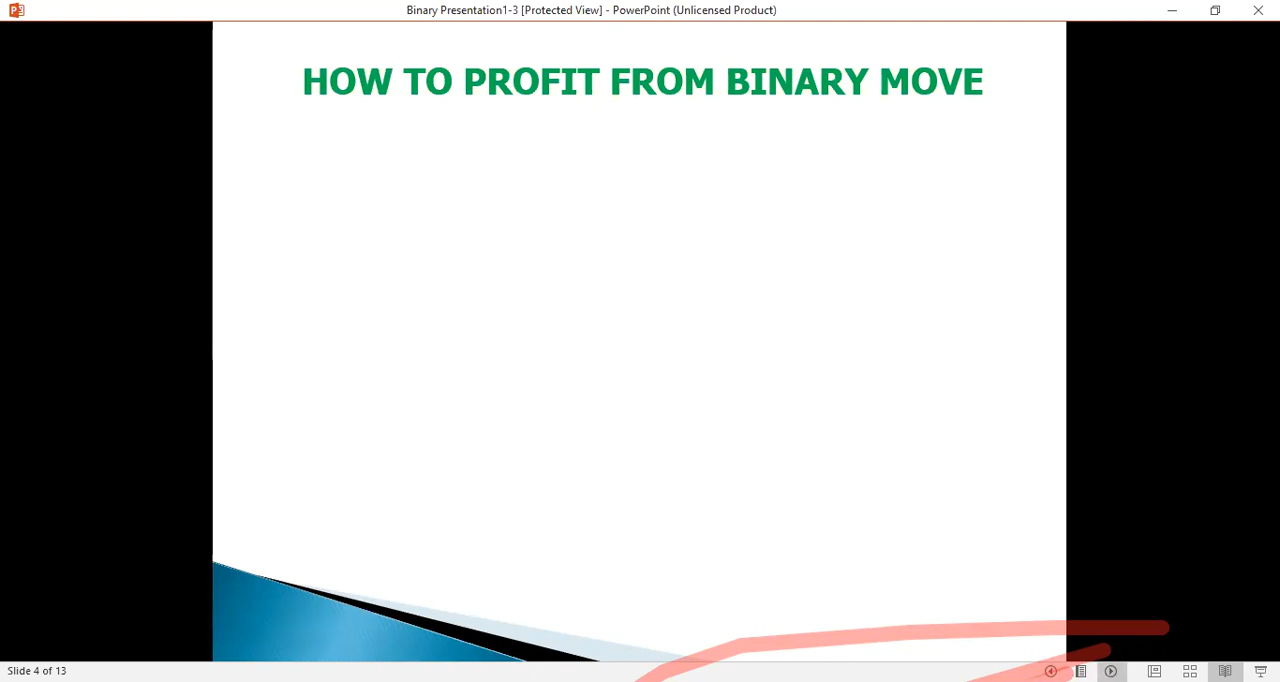 Binary Presentation1-3 [Protected View] - PowerPoint (Unlicensed Product)
HOW TO PROFIT FROM BINARY MOVE
Slide 4 of 13